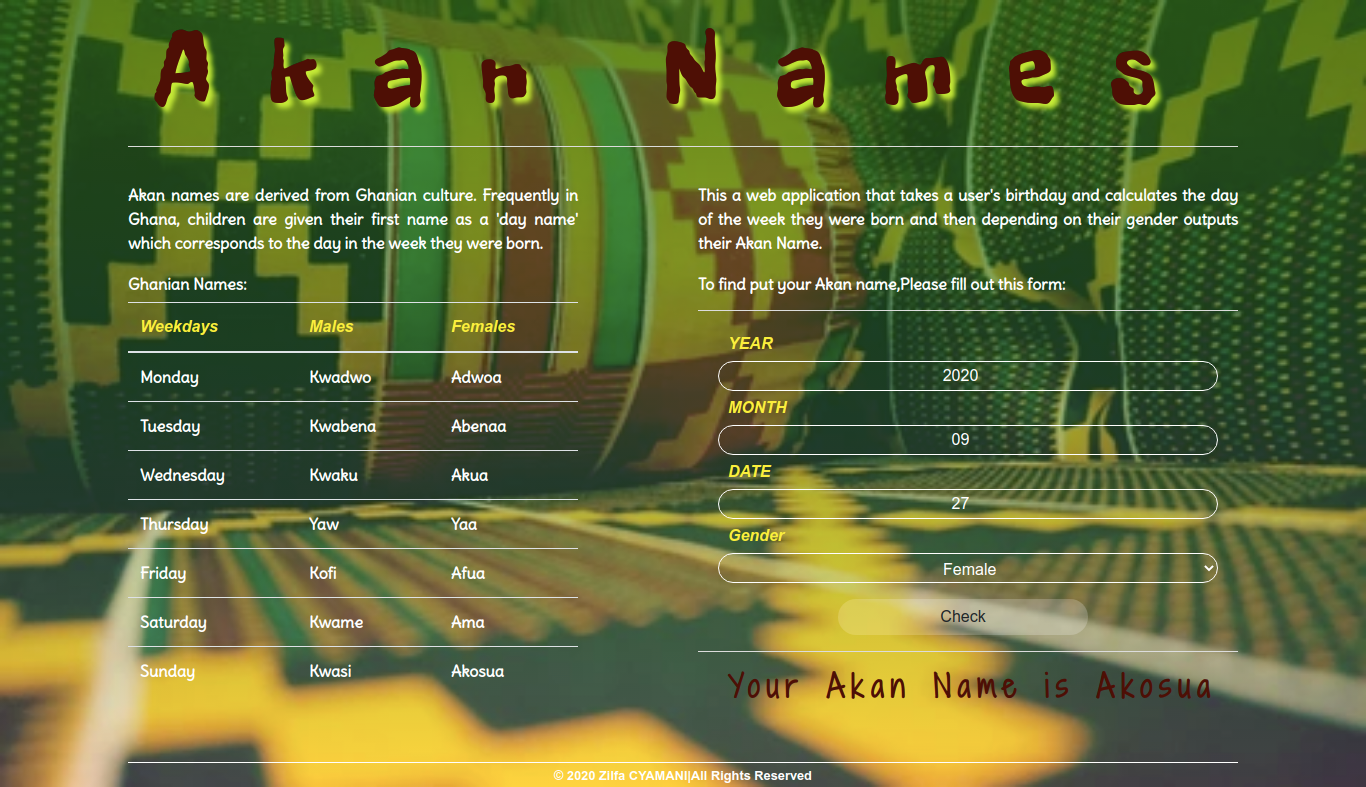 Akan Names
Akan names are derived from Ghanian culture. Frequently in
Ghana, children are given their first name as a 'day name'
which corresponds to the day in the week they were born.
Ghanian Names:
Weekdays Males Females
Monday Kwadwo Adwoa
Tuesday Kwabena Abenaa
Wednesday Kwaku Akua
Thursday Yaw Yaa
Friday Kofi Afua
Saturday Kwame Ama
Sunday Kwasi Akosua
This a web application that takes a user's birthday and calculates the day
of the week they were born and then depending on their gender outputs
their Akan Name.
To find put your Akan name,Please fill out this form:
YEAR
2020
MONTH
09
DATE
27
Gender
Female
Check
Your Akan Name is Akosua
© 2020 Zilfa CYAMANI|All Rights Reserved